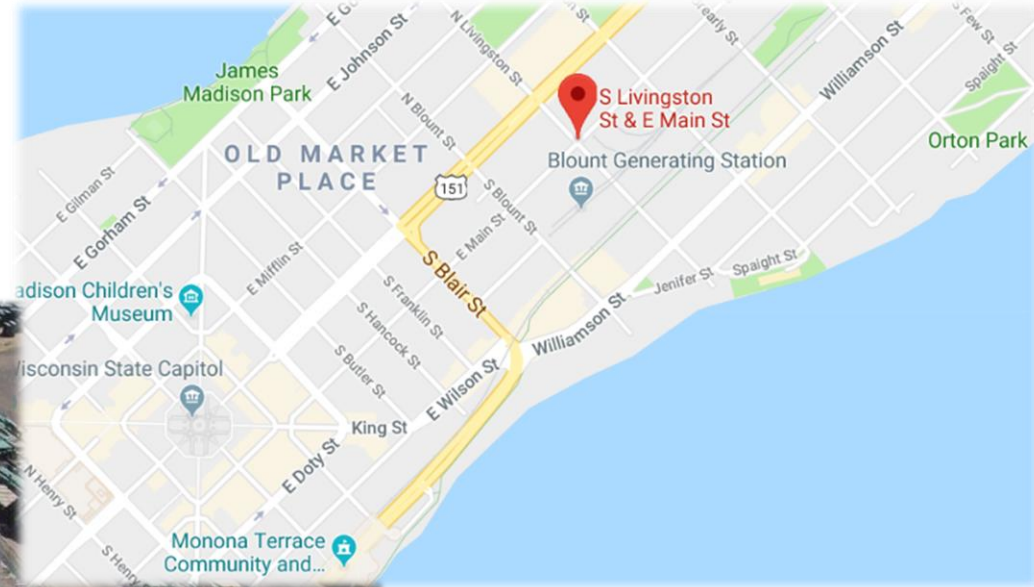 E Johnson St
N Livingston St
Williamson St
S Few St
Spaight St
James
Madison Park
S Livingston
St & E Main St
N Blount St
Orton Park
OLD MARKET
PLACE
Blount Generating Station
151
E Gilman St
S Blount St
E Gorham St
E Main St
E Mifflin St
S Blair St
Jenifer St
Spaight St
adison Children's
Museum
S Franklin St
S Hancock St
Williamson St
S Butler St
isconsin State Capitol
E Wilson St
King St
E Doty St
N Henry St
Monona Terrace
Community and...
S Henry